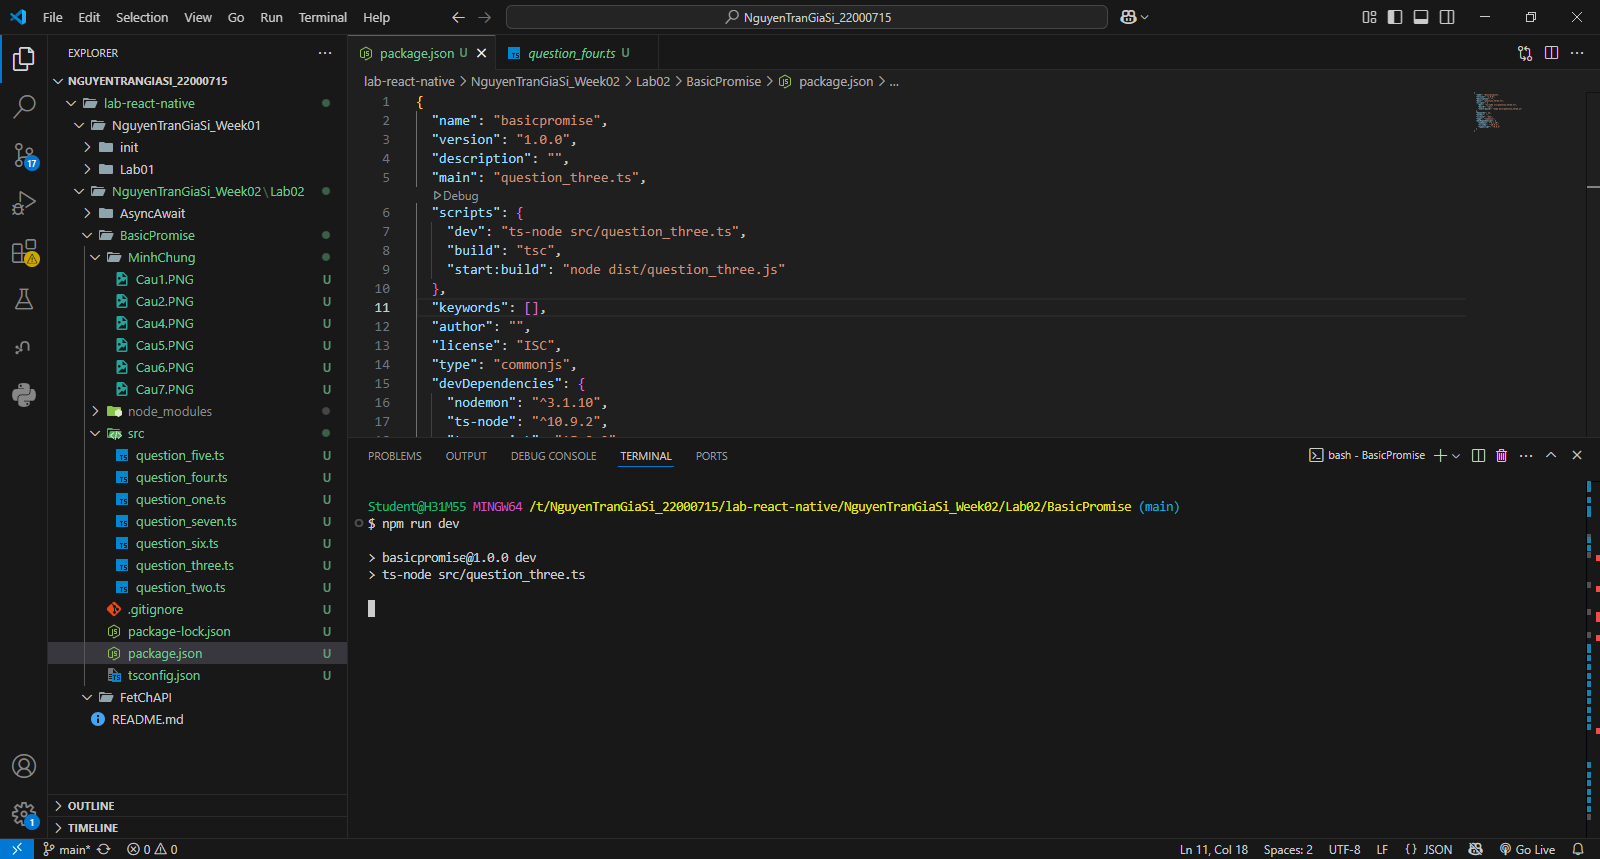 File Edit Selection View Go Run Terminal Help
NguyenTranGiaSi_22000715
EXPLORER
NGUYENTRANGIASI_22000715
lab-react-native
NguyenTranGiaSi_Week01
init
Lab01
NguyenTranGiaSi_Week02\Lab02
AsyncAwait
BasicPromise
MinhChung
Cau1.PNG U
Cau2.PNG U
Cau4.PNG U
Cau5.PNG U
Cau6.PNG U
Cau7.PNG U
node_modules
src
question_five.ts U
question_four.ts U
question_one.ts U
question_seven.ts U
question_six.ts U
question_three.ts U
question_two.ts U
.gitignore U
package-lock.json U
package.json U
tsconfig.json U
FetChAPI
README.md
OUTLINE
TIMELINE
17
1
package.json U
question_four.ts U
lab-react-native > NguyenTranGiaSi_Week02 > Lab02 > BasicPromise > package.json > ...
1 {
2 "name": "basicpromise",
3 "version": "1.0.0",
4 "description": "",
5 "main": "question_three.ts",
Debug
6 "scripts": {
7 "dev": "ts-node src/question_three.ts",
8 "build": "tsc",
9 "start:build": "node dist/question_three.js"
10 },
11 "keywords": [],
12 "author": "",
13 "license": "ISC",
14 "type": "commonjs",
15 "devDependencies": {
16 "nodemon": "^3.1.10",
17 "ts-node": "^10.9.2",
PROBLEMS OUTPUT DEBUG CONSOLE TERMINAL PORTS
bash - BasicPromise
Student@H31M55 MINGW64 /t/NguyenTranGiaSi_22000715/lab-react-native/NguyenTranGiaSi_Week02/Lab02/BasicPromise (main)
$ npm run dev
> basicpromise@1.0.0 dev
> ts-node src/question_three.ts
main* 0 0
Ln 11, Col 18 Spaces: 2 UTF-8 LF {} JSON Go Live